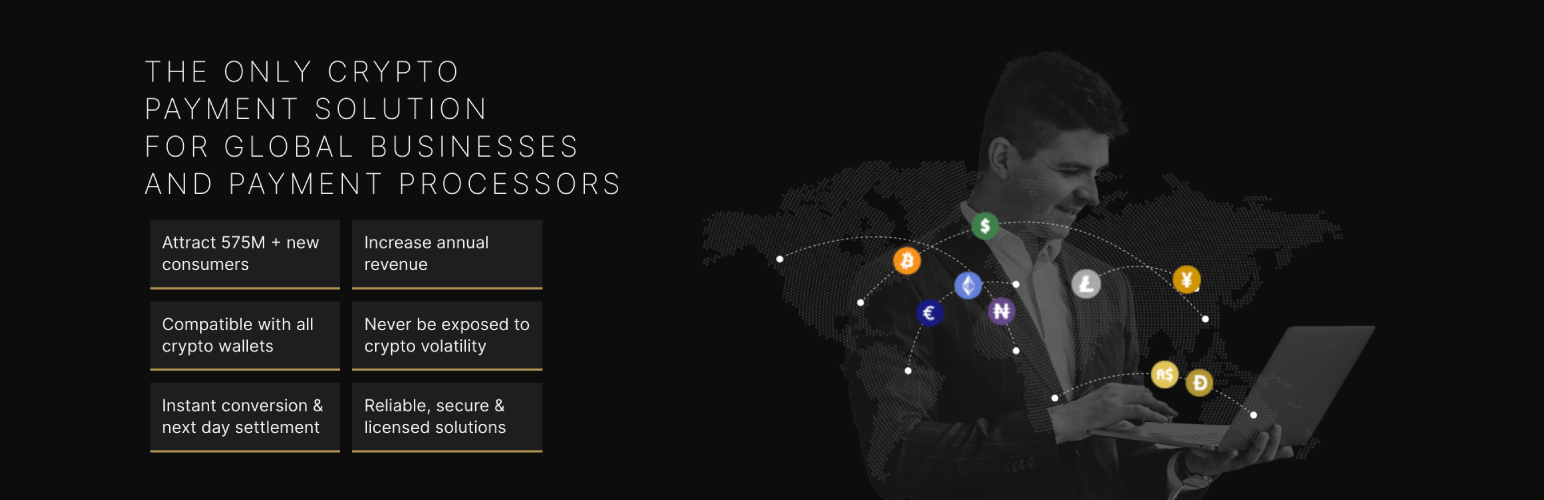 THE ONLY CRYPTO
PAYMENT SOLUTION
FOR GLOBAL BUSINESSES
AND PAYMENT PROCESSORS
Attract 575M + new
consumers
Increase annual
revenue
Compatible with all
crypto wallets
Never be exposed to
crypto volatility
Instant conversion &
next day settlement
Reliable, secure &
licensed solutions
$
₿
€
₦
Ł
¥
A$
Ð